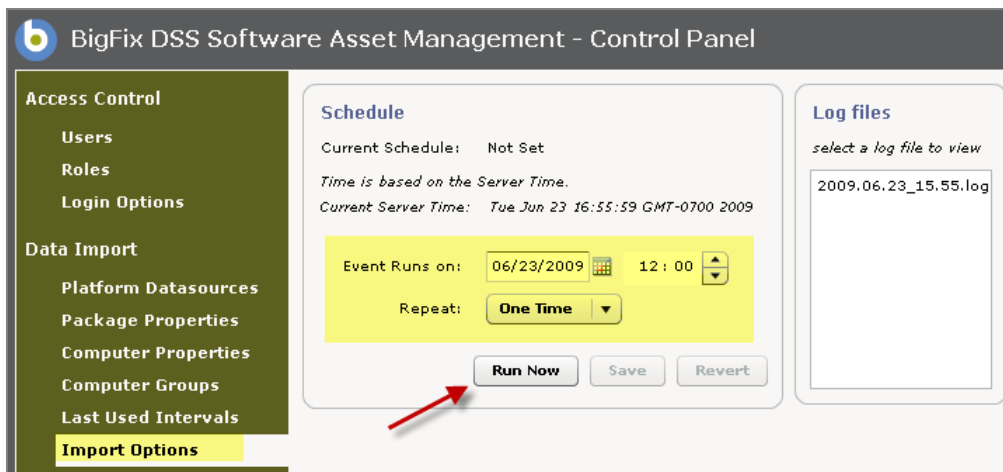 BigFix DSS Software Asset Management - Control Panel
Access Control
Users
Roles
Login Options
Data Import
Platform Datasources
Package Properties
Computer Properties
Computer Groups
Last Used Intervals
Import Options
Schedule
Current Schedule: Not Set
Time is based on the Server Time.
Current Server Time: Tue Jun 23 16:55:59 GMT-0700 2009
Event Runs on: 06/23/2009 12: 00
Repeat: One Time
Run Now Save Revert
Log files
select a log file to view
2009.06.23_15.55.log